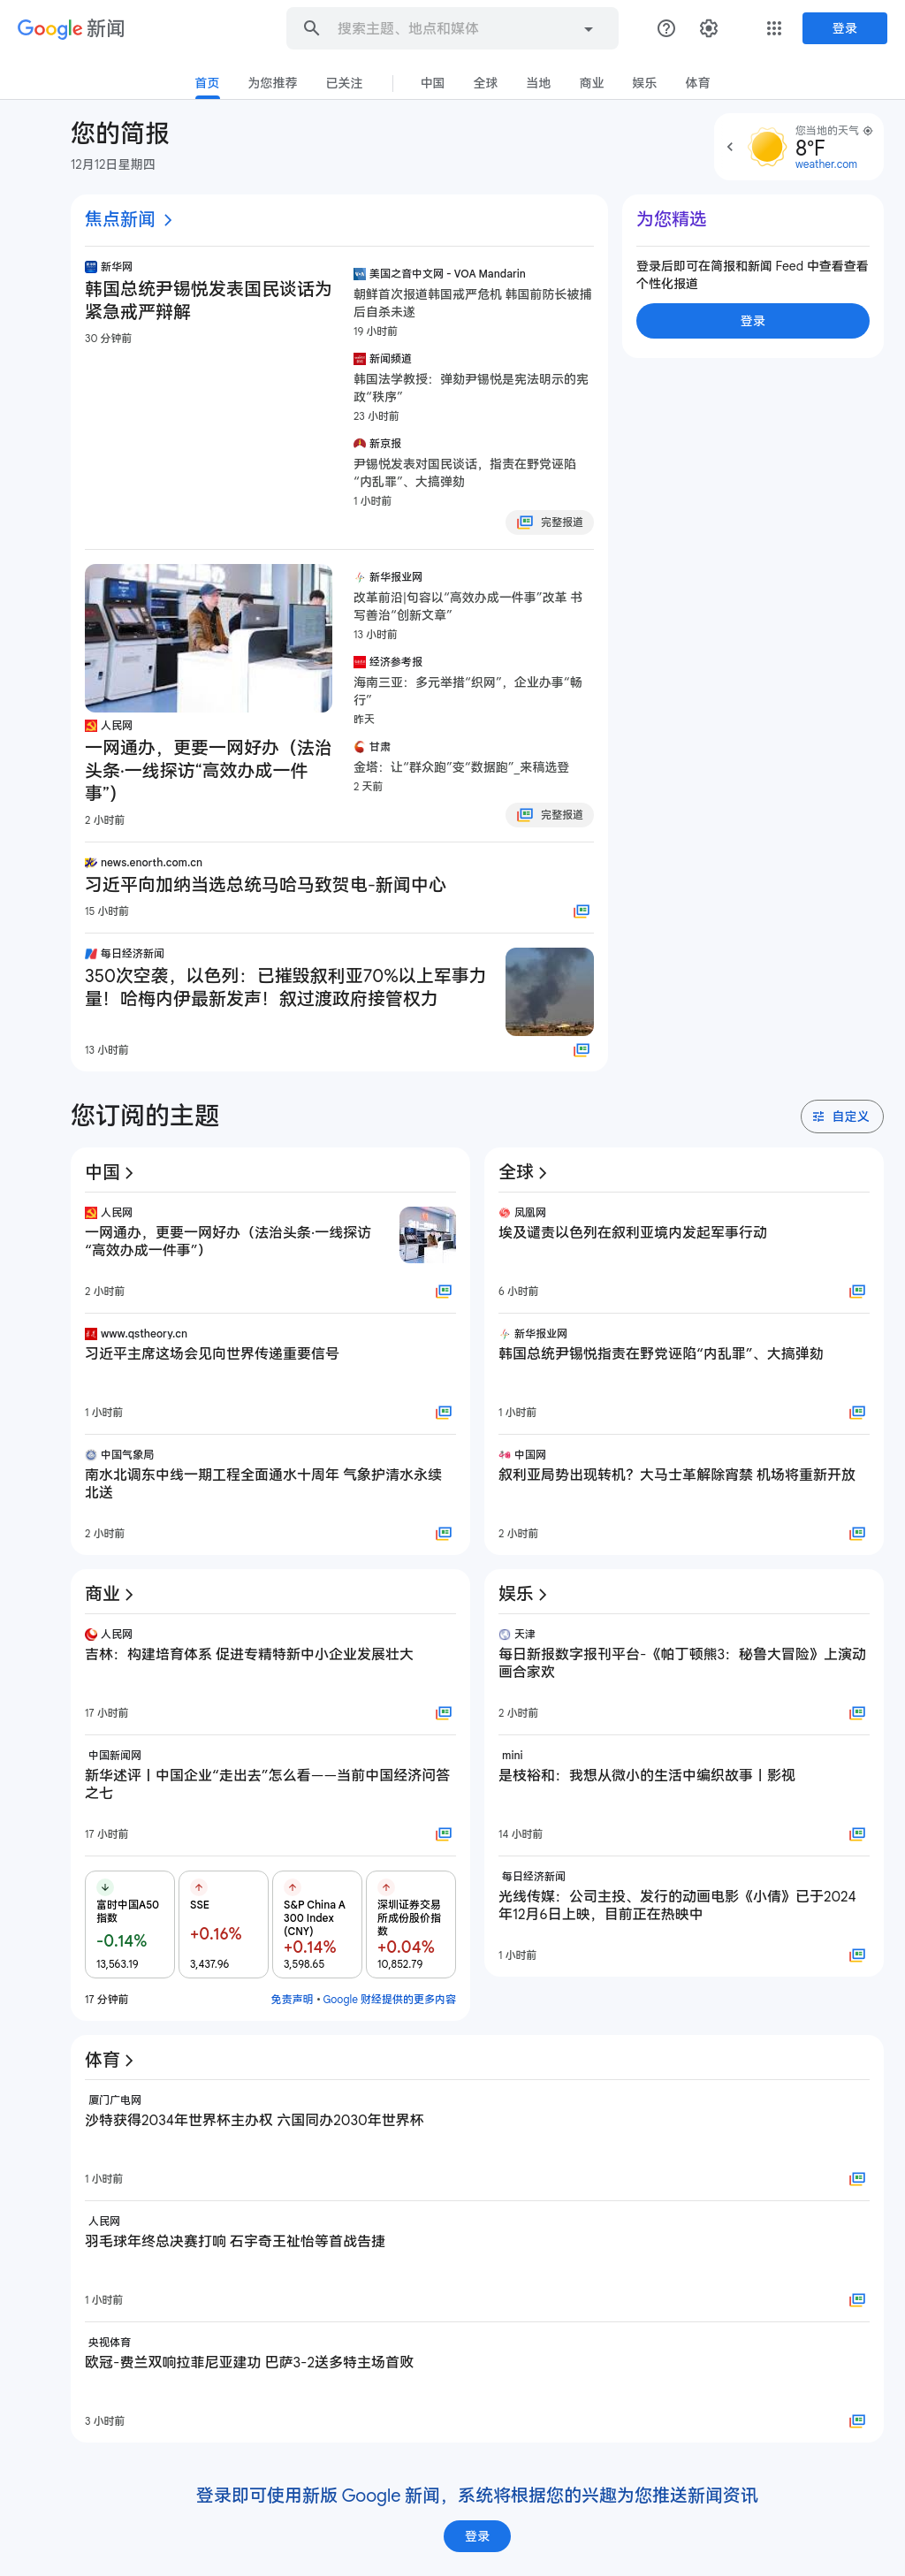 Google 新闻
搜索主题、地点和媒体
登录
首页
为您推荐
已关注
中国
全球
当地
商业
娱乐
体育
您的简报
12月12日星期四
您当地的天气
8°F
weather.com
焦点新闻
新华网
韩国总统尹锡悦发表国民谈话为
紧急戒严辩解
30 分钟前
美国之音中文网 - VOA Mandarin
朝鲜首次报道韩国戒严危机 韩国前防长被捕
后自杀未遂
19 小时前
新闻频道
韩国法学教授：弹劾尹锡悦是宪法明示的宪
政“秩序”
23 小时前
新京报
尹锡悦发表对国民谈话，指责在野党诬陷
“内乱罪”、大搞弹劾
1 小时前
完整报道
为您精选
登录后即可在简报和新闻 Feed 中查看查看
个性化报道
登录
人民网
一网通办，更要一网好办（法治
头条·一线探访“高效办成一件
事”）
2 小时前
新华报业网
改革前沿|句容以“高效办成一件事”改革 书
写善治“创新文章”
13 小时前
经济参考报
海南三亚：多元举措“织网”，企业办事“畅
行”
昨天
甘肃
金塔：让“群众跑”变“数据跑”_来稿选登
2 天前
完整报道
news.enorth.com.cn
习近平向加纳当选总统马哈马致贺电-新闻中心
15 小时前
每日经济新闻
350次空袭，以色列：已摧毁叙利亚70%以上军事力
量！哈梅内伊最新发声！叙过渡政府接管权力
13 小时前
您订阅的主题
自定义
中国
人民网
一网通办，更要一网好办（法治头条·一线探访
“高效办成一件事”）
2 小时前
www.qstheory.cn
习近平主席这场会见向世界传递重要信号
1 小时前
中国气象局
南水北调东中线一期工程全面通水十周年 气象护清水永续
北送
2 小时前
全球
凤凰网
埃及谴责以色列在叙利亚境内发起军事行动
6 小时前
新华报业网
韩国总统尹锡悦指责在野党诬陷“内乱罪”、大搞弹劾
1 小时前
中国网
叙利亚局势出现转机？大马士革解除宵禁 机场将重新开放
2 小时前
商业
人民网
吉林：构建培育体系 促进专精特新中小企业发展壮大
17 小时前
中国新闻网
新华述评丨中国企业“走出去”怎么看——当前中国经济问答
之七
17 小时前
富时中国A50
指数
-0.14%
13,563.19
SSE
+0.16%
3,437.96
S&P China A
300 Index
(CNY)
+0.14%
3,598.65
深圳证券交易
所成份股价指
数
+0.04%
10,852.79
17 分钟前
免责声明 • Google 财经提供的更多内容
娱乐
天津
每日新报数字报刊平台-《帕丁顿熊3：秘鲁大冒险》上演动
画合家欢
2 小时前
mini
是枝裕和：我想从微小的生活中编织故事丨影视
14 小时前
每日经济新闻
光线传媒：公司主投、发行的动画电影《小倩》已于2024
年12月6日上映，目前正在热映中
1 小时前
体育
厦门广电网
沙特获得2034年世界杯主办权 六国同办2030年世界杯
1 小时前
人民网
羽毛球年终总决赛打响 石宇奇王祉怡等首战告捷
1 小时前
央视体育
欧冠-费兰双响拉菲尼亚建功 巴萨3-2送多特主场首败
3 小时前
登录即可使用新版 Google 新闻，系统将根据您的兴趣为您推送新闻资讯
登录